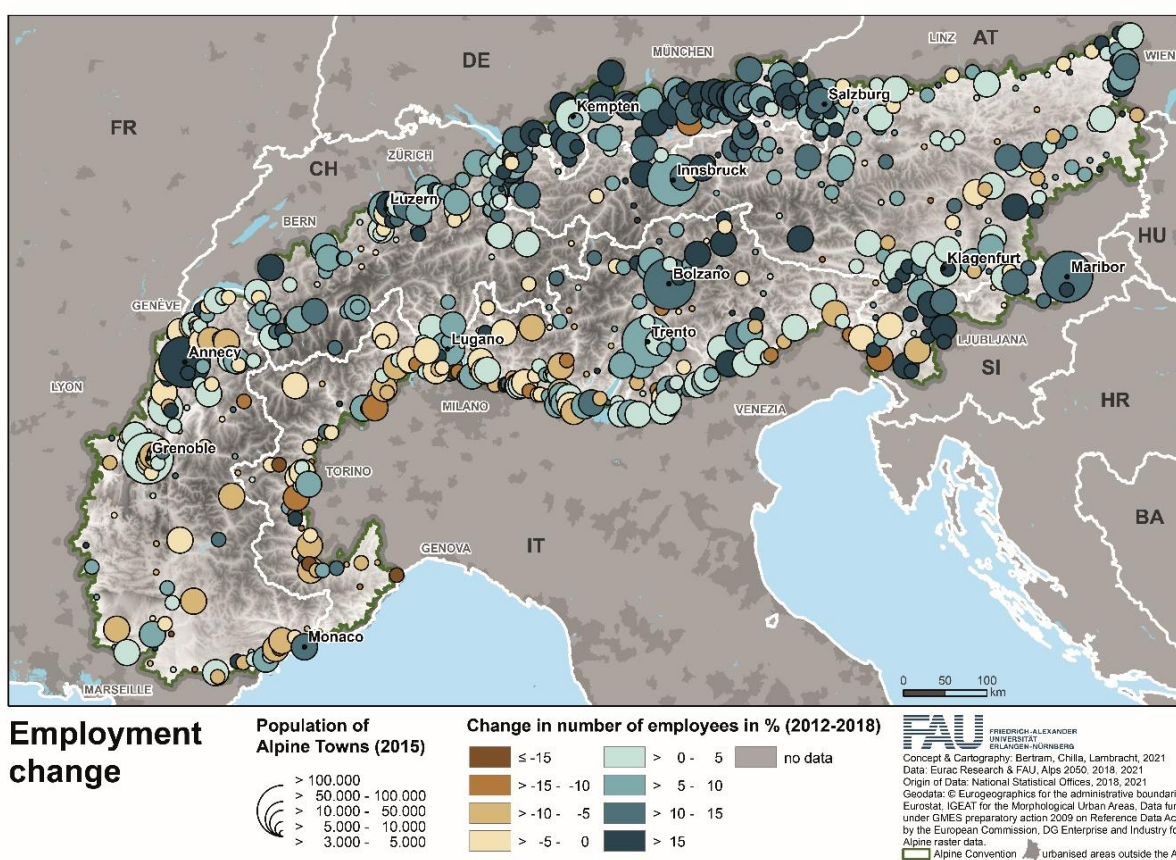 DE
MÜNCHEN
LINZ
AT
WIEN
Kempten
Salzburg
FR
ZÜRICH
CH
Innsbruck
Luzern
BERN
HU
Bolzano
Klagenfurt
Maribor
GENÈVE
Lugano
Trento
LJUBLJANA
Annecy
SI
LYON
MILANO
VENEZIA
HR
Grenoble
TORINO
BA
GENOVA
IT
Monaco
MARSEILLE
0 50 100
km
Employment
change
Population of
Alpine Towns (2015)
> 100.000
> 50.000 - 100.000
> 10.000 - 50.000
> 5.000 - 10.000
> 3.000 - 5.000
Change in number of employees in % (2012-2018)
≤ -15
> -15 - -10
> -10 - -5
> -5 - 0
> 0 - 5
> 5 - 10
> 10 - 15
> 15
no data
FAU
FRIEDRICH-ALEXANDER
UNIVERSITÄT
ERLANGEN-NÜRNBERG
Concept & Cartography: Bertram, Chilla, Lambracht, 2021
Data: Eurac Research & FAU, Alps 2050, 2018, 2021
Origin of Data: National Statistical Offices, 2018, 2021
Geodata: © Eurogeographics for the administrative boundari
Eurostat, IGEAT for the Morphological Urban Areas, Data fun
under GMES preparatory action 2009 on Reference Data Ac
by the European Commission, DG Enterprise and Industry fo
Alpine raster data.
Alpine Convention urbanised areas outside the A